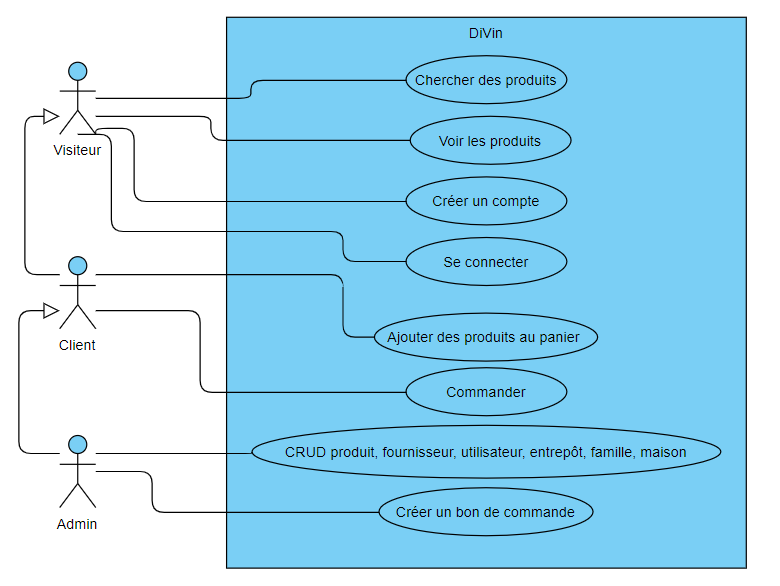 DiVin
Chercher des produits
Voir les produits
Visiteur
Créer un compte
Se connecter
Ajouter des produits au panier
Client
Commander
CRUD produit, fournisseur, utilisateur, entrepôt, famille, maison
Créer un bon de commande
Admin